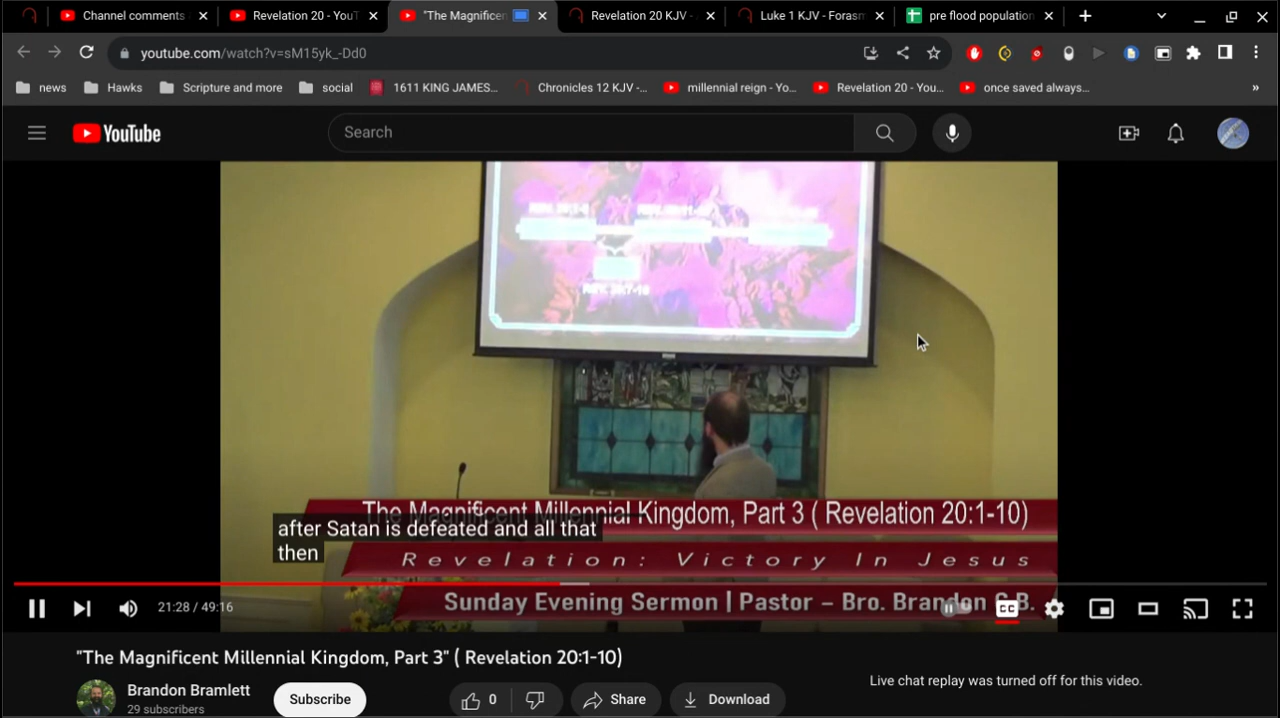 Channel comments
Revelation 20 - YouT
"The Magnificen
Revelation 20 KJV -
Luke 1 KJV - Forasm
pre flood population
youtube.com/watch?v=sM15yk_-Dd0
news
Hawks
Scripture and more
social
1611 KING JAMES...
Chronicles 12 KJV -...
millennial reign - Yo...
Revelation 20 - You...
once saved always...
»
YouTube
Search
The Magnificent Millennial Kingdom, Part 3 ( Revelation 20:1-10)
after Satan is defeated and all that
then
Revelation: Victory In Jesus
Sunday Evening Sermon | Pastor – Bro. Brandon S.B.
21:28 / 49:16
CC
"The Magnificent Millennial Kingdom, Part 3" ( Revelation 20:1-10)
Brandon Bramlett
29 subscribers
Subscribe
0
Share
Download
Live chat replay was turned off for this video.